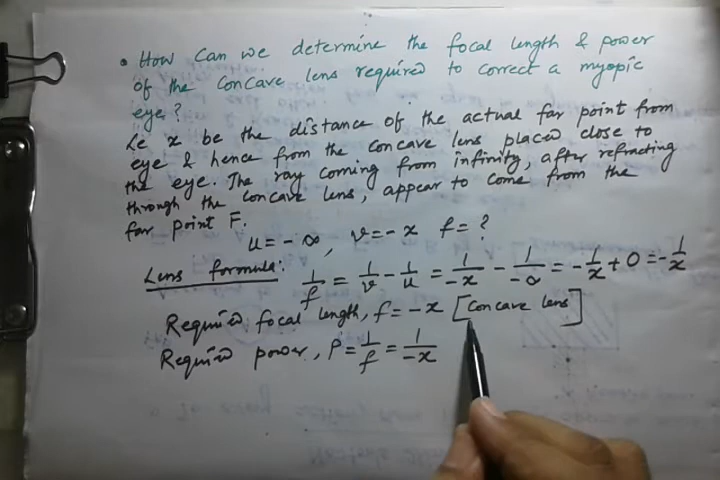 • How can we determine the focal length & power
of the concave lens required to correct a myopic
eye?
Le x be the distance of the actual far point from
eye & hence from the concave lens placed close to
the eye. The ray coming from infinity, after refracting
through the concave lens, appear to come from the
far point F.
u = - ∞, v = - x f = ?
Lens formula: 1/f = 1/v - 1/u = 1/-x - 1/-∞ = - 1/x + 0 = - 1/x
Required focal length, f = - x [concave lens]
Required power, P = 1/f = 1/-x